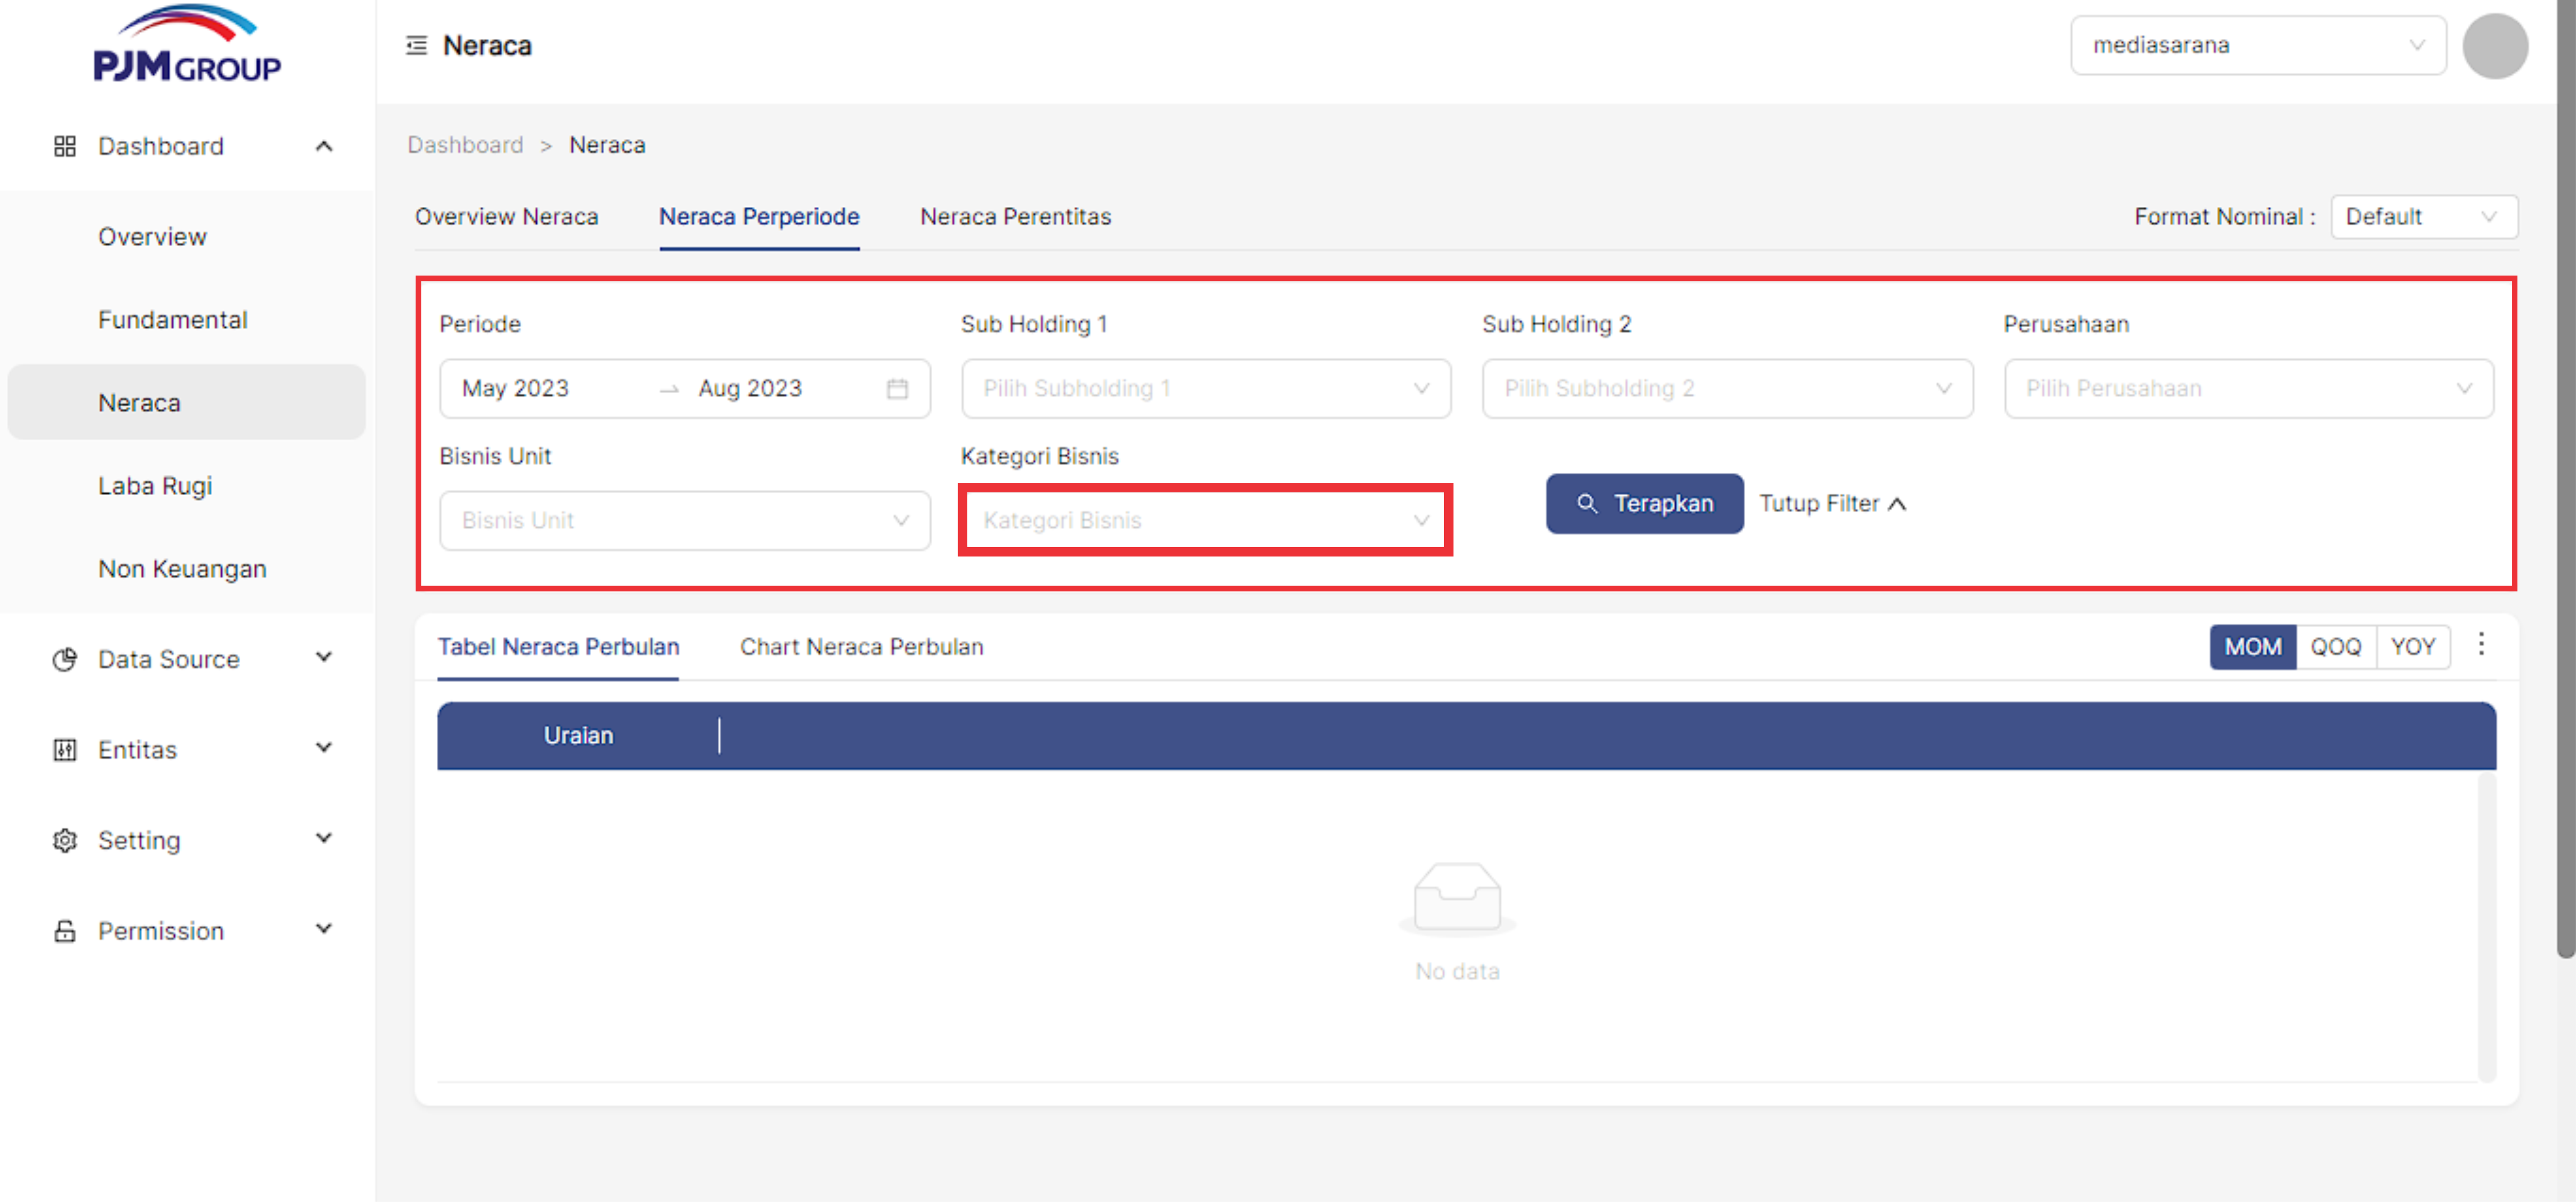 PJM GROUP
Neraca
mediasarana
Dashboard
Overview
Fundamental
Neraca
Laba Rugi
Non Keuangan
Data Source
Entitas
Setting
Permission
Dashboard > Neraca
Overview Neraca Neraca Perperiode Neraca Perentitas Format Nominal : Default
Periode Sub Holding 1 Sub Holding 2 Perusahaan
May 2023 → Aug 2023 Pilih Subholding 1 Pilih Subholding 2 Pilih Perusahaan
Bisnis Unit Kategori Bisnis
Bisnis Unit Kategori Bisnis Terapkan Tutup Filter
Tabel Neraca Perbulan Chart Neraca Perbulan MOM QOQ YOY
Uraian
No data